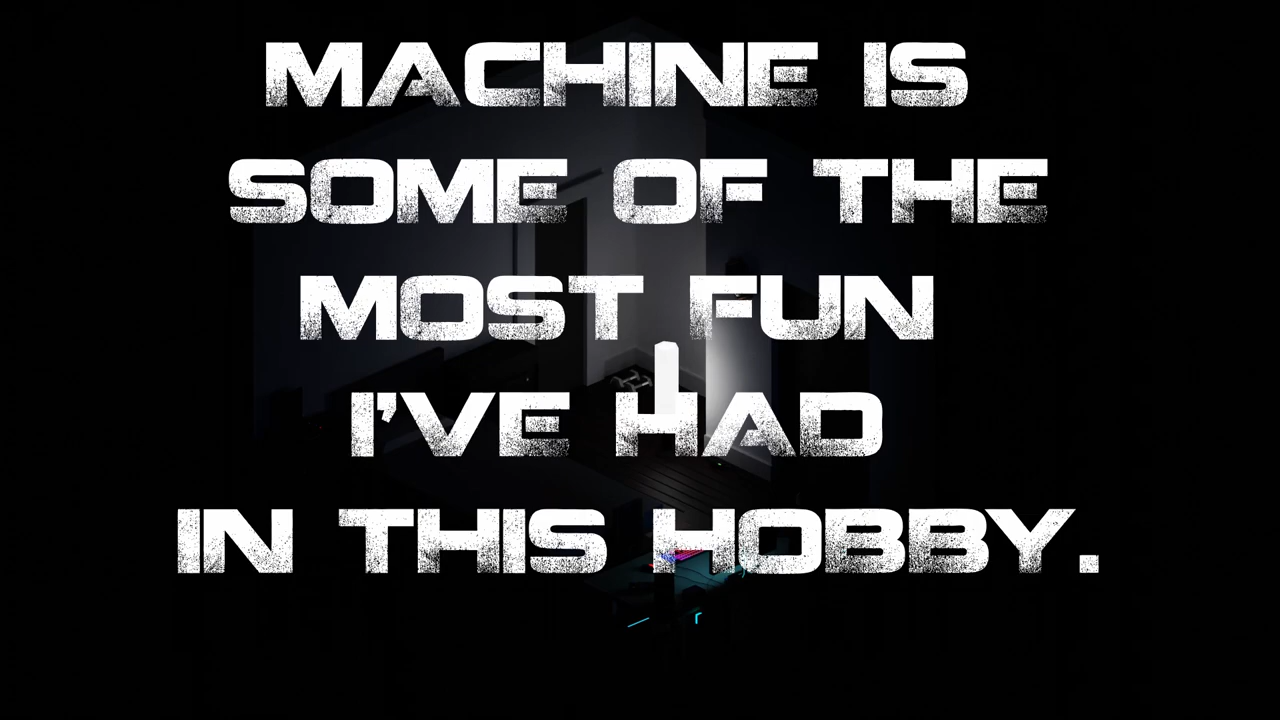 MACHINE IS
SOME OF THE
MOST FUN
I'VE HAD
IN THIS HOBBY.